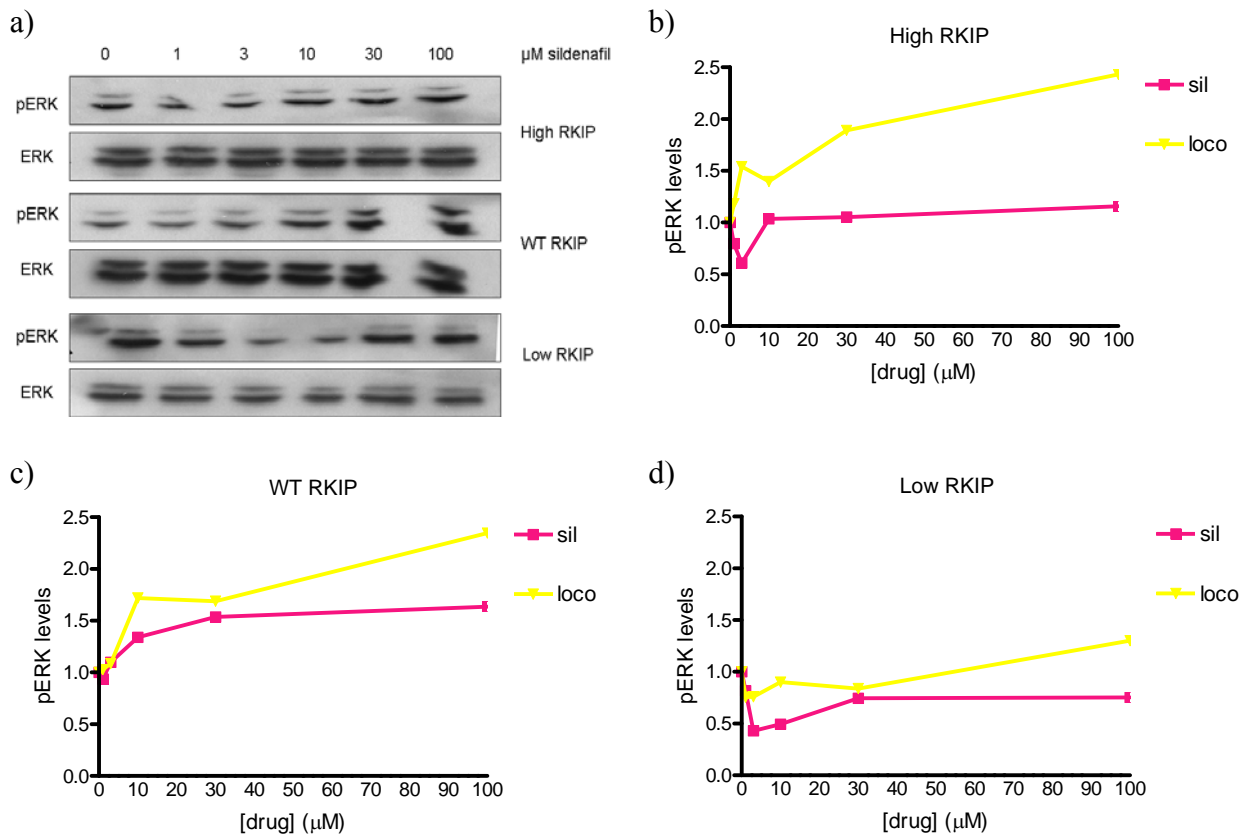 a)
0 1 3 10 30 100 µM sildenafil
pERK
High RKIP
ERK
pERK
WT RKIP
ERK
pERK
Low RKIP
ERK
b)
High RKIP
2.5
2.0
1.5
1.0
0.5
0.0
pERK levels
0 10 20 30 40 50 60 70 80 90 100
[drug] (μM)
sil
loco
c)
WT RKIP
2.5
2.0
1.5
1.0
0.5
0.0
pERK levels
0 10 20 30 40 50 60 70 80 90 100
[drug] (μM)
sil
loco
d)
Low RKIP
2.5
2.0
1.5
1.0
0.5
0.0
pERK levels
0 10 20 30 40 50 60 70 80 90 100
[drug] (μM)
sil
loco